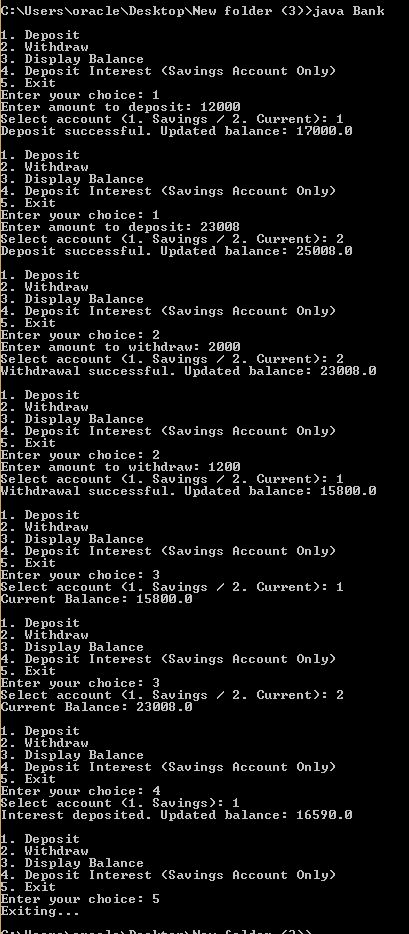 C:\Users\oracle\Desktop\New folder (3)>java Bank
1. Deposit
2. Withdraw
3. Display Balance
4. Deposit Interest (Savings Account Only)
5. Exit
Enter your choice: 1
Enter amount to deposit: 12000
Select account (1. Savings / 2. Current): 1
Deposit successful. Updated balance: 17000.0
1. Deposit
2. Withdraw
3. Display Balance
4. Deposit Interest (Savings Account Only)
5. Exit
Enter your choice: 1
Enter amount to deposit: 23008
Select account (1. Savings / 2. Current): 2
Deposit successful. Updated balance: 25008.0
1. Deposit
2. Withdraw
3. Display Balance
4. Deposit Interest (Savings Account Only)
5. Exit
Enter your choice: 2
Enter amount to withdraw: 2000
Select account (1. Savings / 2. Current): 2
Withdrawal successful. Updated balance: 23008.0
1. Deposit
2. Withdraw
3. Display Balance
4. Deposit Interest (Savings Account Only)
5. Exit
Enter your choice: 2
Enter amount to withdraw: 1200
Select account (1. Savings / 2. Current): 1
Withdrawal successful. Updated balance: 15800.0
1. Deposit
2. Withdraw
3. Display Balance
4. Deposit Interest (Savings Account Only)
5. Exit
Enter your choice: 3
Select account (1. Savings / 2. Current): 1
Current Balance: 15800.0
1. Deposit
2. Withdraw
3. Display Balance
4. Deposit Interest (Savings Account Only)
5. Exit
Enter your choice: 3
Select account (1. Savings / 2. Current): 2
Current Balance: 23008.0
1. Deposit
2. Withdraw
3. Display Balance
4. Deposit Interest (Savings Account Only)
5. Exit
Enter your choice: 4
Select account (1. Savings): 1
Interest deposited. Updated balance: 16590.0
1. Deposit
2. Withdraw
3. Display Balance
4. Deposit Interest (Savings Account Only)
5. Exit
Enter your choice: 5
Exiting...
C:\Users\oracle\Desktop\New folder (3)>